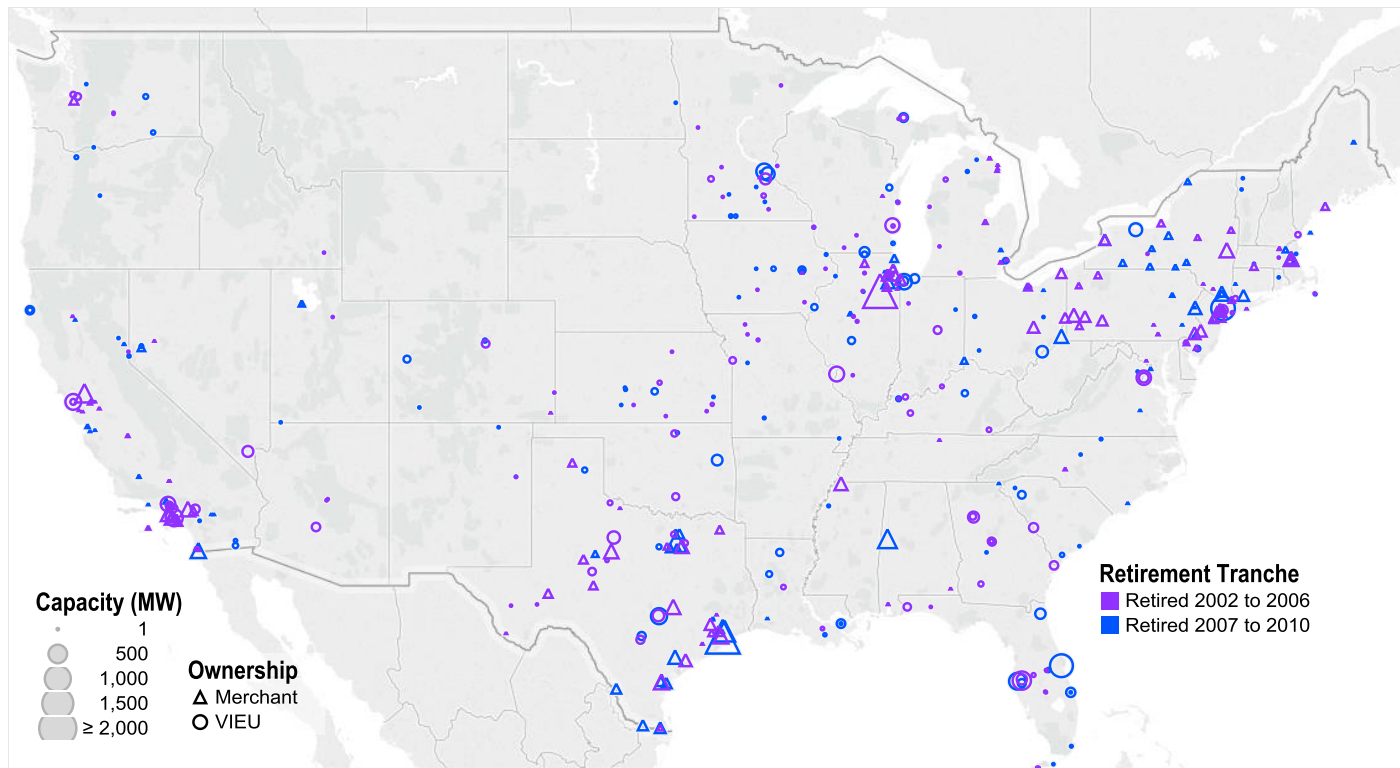 Capacity (MW)
1
500
1,000
1,500
≥ 2,000
Ownership
Merchant
VIEU
Retirement Tranche
Retired 2002 to 2006
Retired 2007 to 2010